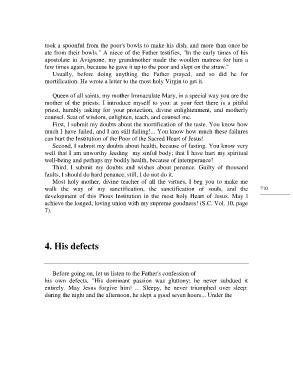 took a spoonful from the poor's bowls to make his dish, and more than once he
ate from their bowls." A niece of the Father testifies, "In the early times of his
apostolate in Avignone, my grandmother made the woollen matress for him a
few times again, because he gave it up to the poor and slept on the straw."
Usually, before doing anything the Father prayed, and so did he for
mortification. He wrote a letter to the most holy Virgin to get it.
Queen of all saints, my mother Immaculate Mary, in a special way you are the
mother of the priests. I introduce myself to you: at your feet there is a pitiful
priest, humbly asking for your protection, divine enlightenment, and motherly
counsel. Seat of wisdom, enlighten, teach, and counsel me.
First, I submit my doubts about the mortification of the taste. You know how
much I have failed, and I am still failing!... You know how much these failures
can hurt the Institution of the Poor of the Sacred Heart of Jesus!
Second, I submit my doubts about health, because of fasting. You know very
well that I am unworthy feeding my sinful body; that I have hurt my spiritual
well-being and perhaps my bodily health, because of intemperance!
Third, I submit my doubts and wishes about penance. Guilty of thousand
faults, I should do hard penance, still, I do not do it.
Most holy mother, divine teacher of all the virtues, I beg you to make me
walk the way of my sanctification, the sanctification of souls, and the
development of this Pious Institution in the most holy Heart of Jesus. May I
achieve the longed, loving union with my supreme goodness! (S.C. Vol. 10, page
7).
4. His defects
Before going on, let us listen to the Father's confession of
his own defects. "His dominant passion was gluttony; he never subdued it
entirely. May Jesus forgive him! ... Sleepy, he never triumphed over sleep:
during the night and the afternoon, he slept a good seven hours... Under the